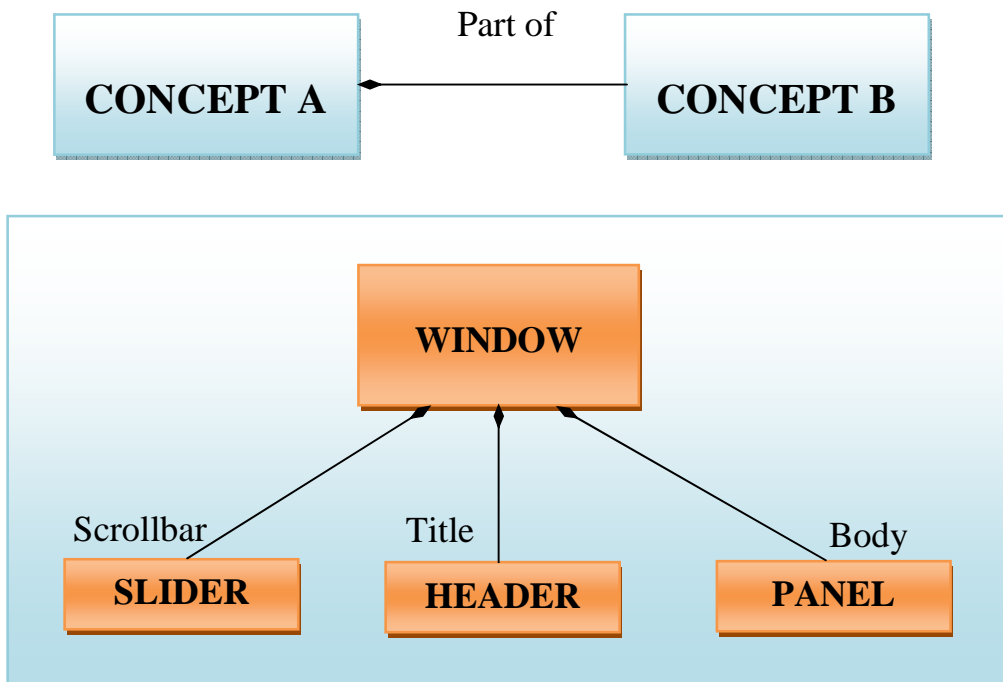 Part of
CONCEPT A
CONCEPT B
WINDOW
Scrollbar
Title
Body
SLIDER
HEADER
PANEL